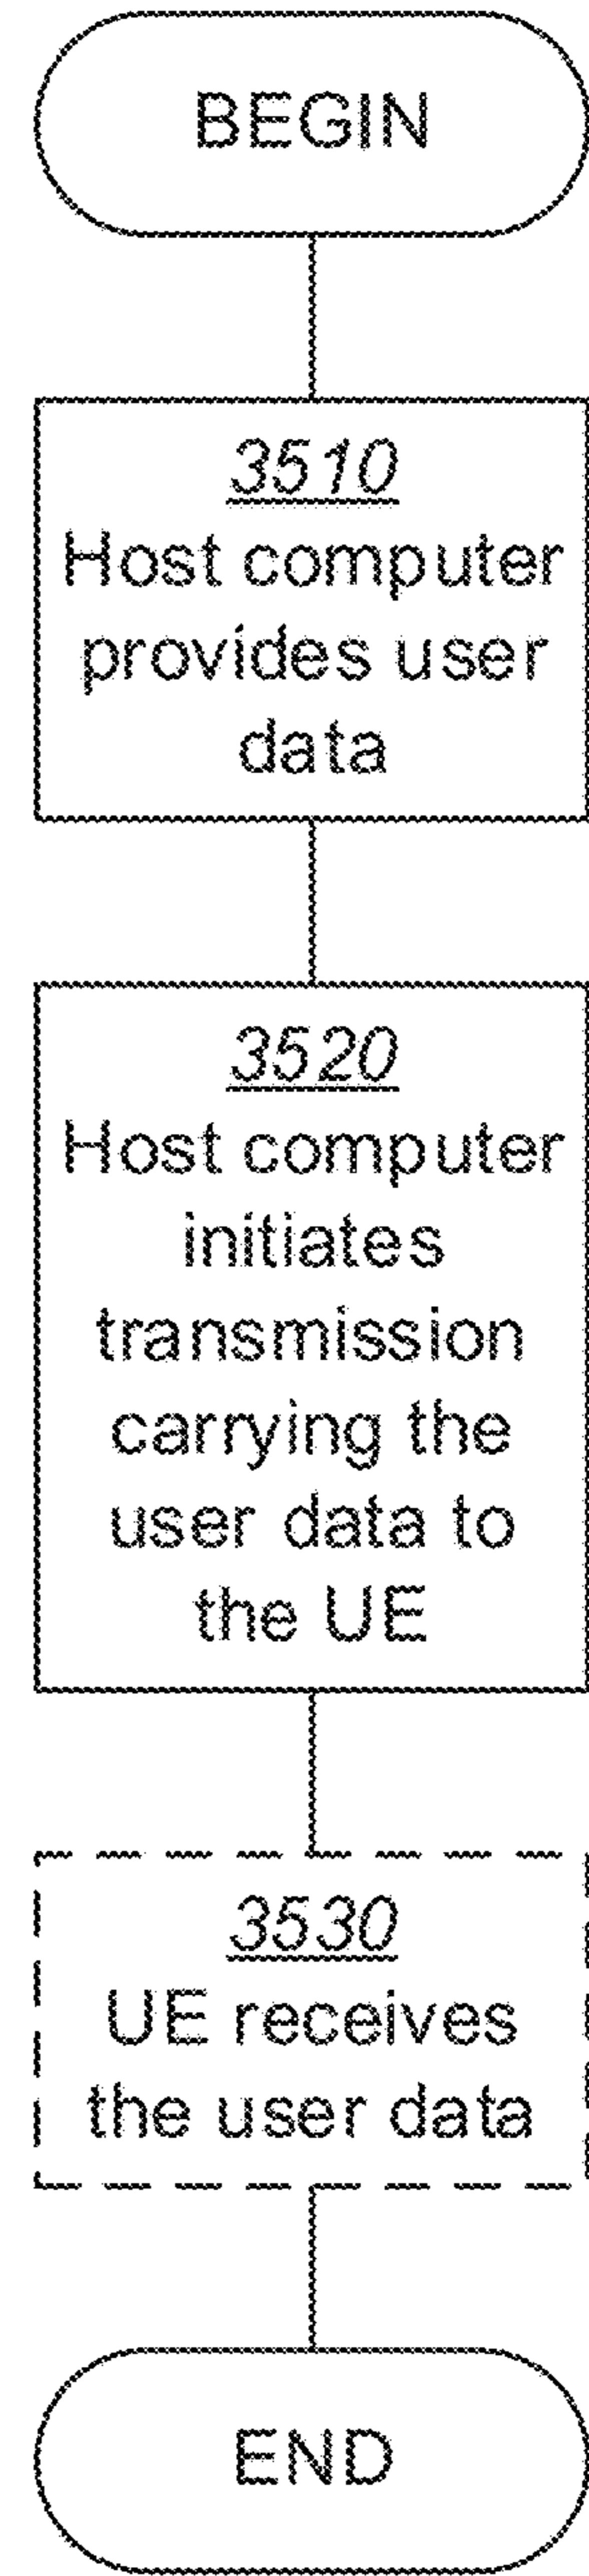 BEGIN
3510
Host computer
provides user
data
3520
Host computer
initiates
transmission
carrying the
user data to
the UE
3530
UE receives
the user data
END